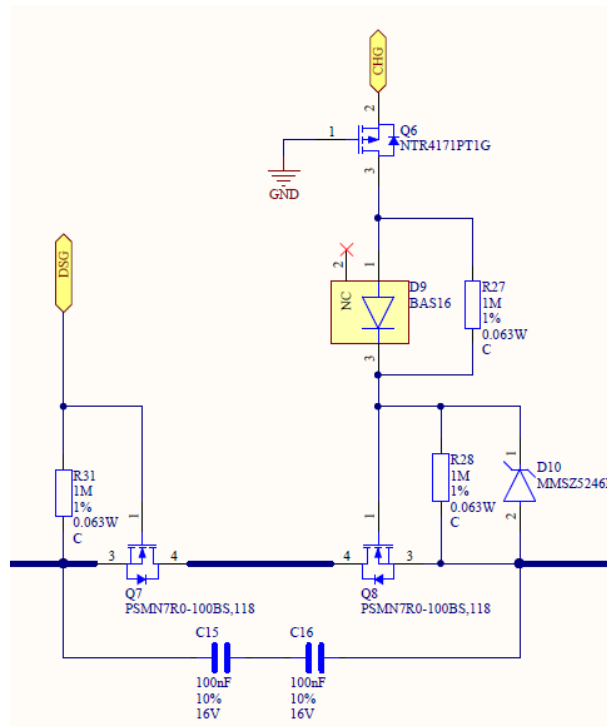 CHG
2
1
Q6
NTR4171PT1G
3
GND
DSG
2
NC
1
D9
BAS16
3
R27
1M
1%
0.063W
C
R31
1M
1%
0.063W
C
1
3
4
Q7
PSMN7R0-100BS,118
1
4
3
Q8
PSMN7R0-100BS,118
R28
1M
1%
0.063W
C
1
D10
2
C15
100nF
10%
16V
C16
100nF
10%
16V